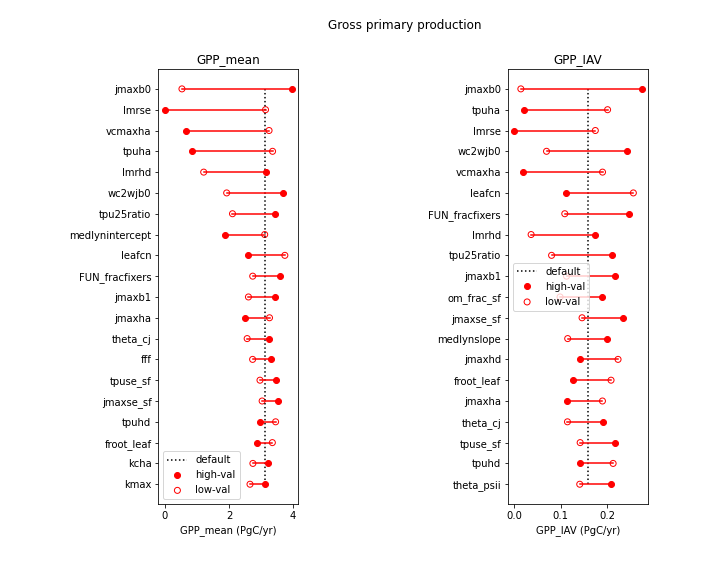 Gross primary production
GPP_mean
jmaxb0
lmrse
vcmaxha
tpuha
lmrhd
wc2wjb0
tpu25ratio
medlynintercept
leafcn
FUN_fracfixers
jmaxb1
jmaxha
theta_cj
fff
tpuse_sf
jmaxse_sf
tpuhd
froot_leaf
kcha
kmax
default
high-val
low-val
0
2
4
GPP_mean (PgC/yr)
GPP_IAV
jmaxb0
tpuha
lmrse
wc2wjb0
vcmaxha
leafcn
FUN_fracfixers
lmrhd
tpu25ratio
jmaxb1
om_frac_sf
jmaxse_sf
medlynslope
jmaxhd
froot_leaf
jmaxha
theta_cj
tpuse_sf
tpuhd
theta_psii
default
high-val
low-val
0.0
0.1
0.2
GPP_IAV (PgC/yr)